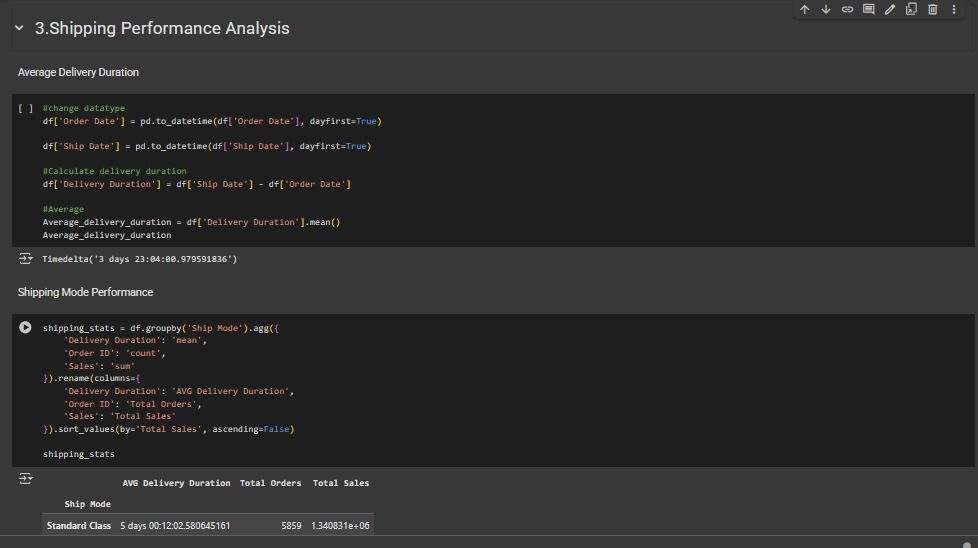 3.Shipping Performance Analysis
Average Delivery Duration
[ ] #change datatype
df['Order Date'] = pd.to_datetime(df['Order Date'], dayfirst=True)
df['Ship Date'] = pd.to_datetime(df['Ship Date'], dayfirst=True)
#Calculate delivery duration
df['Delivery Duration'] = df['Ship Date'] - df['Order Date']
#Average
Average_delivery_duration = df['Delivery Duration'].mean()
Average_delivery_duration
Timedelta('3 days 23:04:00.979591836')
Shipping Mode Performance
shipping_stats = df.groupby('Ship Mode').agg({
'Delivery Duration': 'mean',
'Order ID': 'count',
'Sales': 'sum'
}).rename(columns={
'Delivery Duration': 'AVG Delivery Duration',
'Order ID': 'Total Orders',
'Sales': 'Total Sales'
}).sort_values(by='Total Sales', ascending=False)
shipping_stats
AVG Delivery Duration Total Orders Total Sales
Ship Mode
Standard Class 5 days 00:12:02.580645161 5859 1.340831e+06